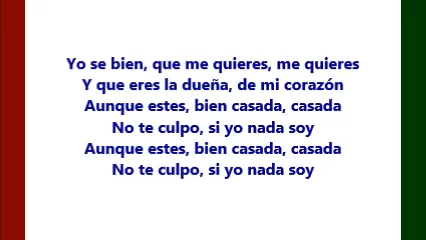 Yo se bien, que me quieres, me quieres
Y que eres la dueña, de mi corazón
Aunque estes, bien casada, casada
No te culpo, si yo nada soy
Aunque estes, bien casada, casada
No te culpo, si yo nada soy